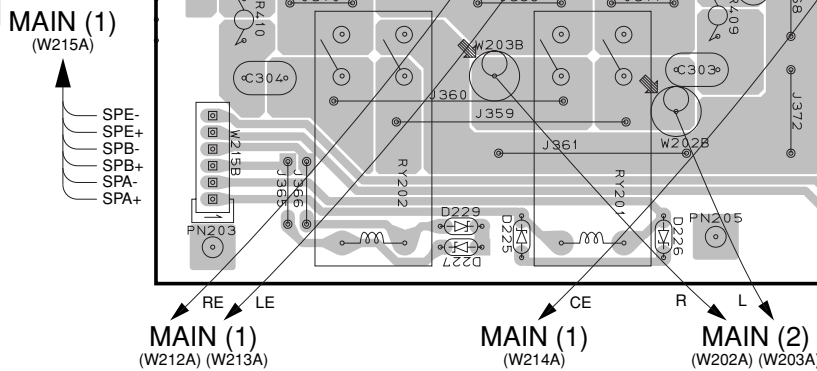 MAIN (1)
(W215A)
R410
R409
W203B
C304
C303
J360
J359
J361
W202B
J372
SPE-
SPE+
SPB-
SPB+
SPA-
SPA+
W215B
1
J365
J366
RY202
RY201
PN203
D229
D227
D225
D226
PN205
RE
LE
CE
R
L
MAIN (1)
(W212A) (W213A)
MAIN (1)
(W214A)
MAIN (2)
(W202A) (W203A)